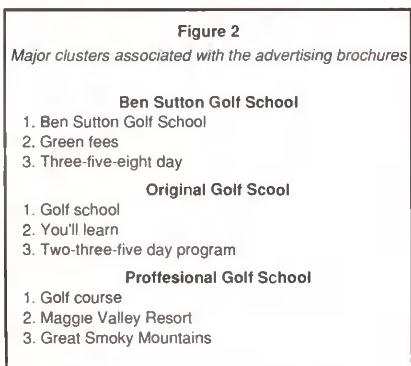 Figure 2
Major clusters associated with the advertising brochures
Ben Sutton Golf School
1. Ben Sutton Golf School
2. Green fees
3. Three-five-eight day
Original Golf Scool
1. Golf school
2. You'll learn
3. Two-three-five day program
Proffesional Golf School
1. Golf course
2. Maggie Valley Resort
3. Great Smoky Mountains